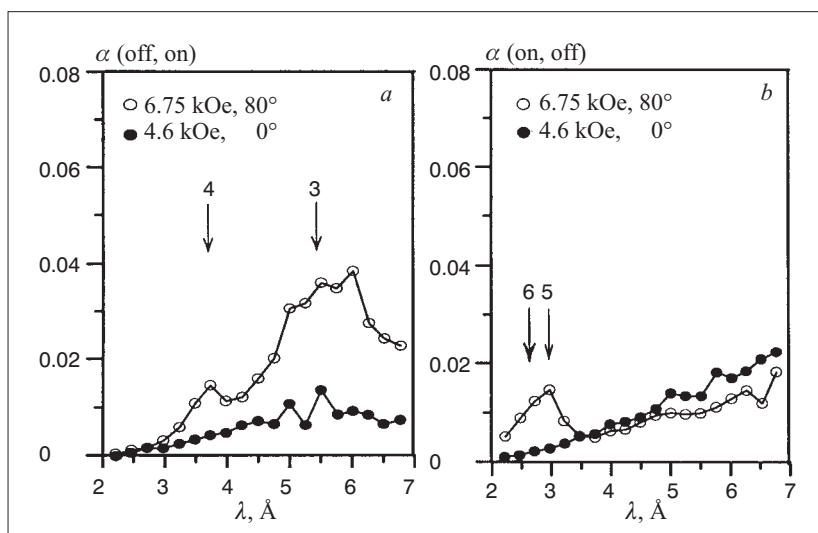 α (off, on)
0.08
a
6.75 kOe, 80°
4.6 kOe, 0°
0.06
4
3
0.04
0.02
0
2 3 4 5 6 7
λ, Å
α (on, off)
0.08
b
6.75 kOe, 80°
4.6 kOe, 0°
0.06
0.04
6 5
0.02
0
2 3 4 5 6 7
λ, Å